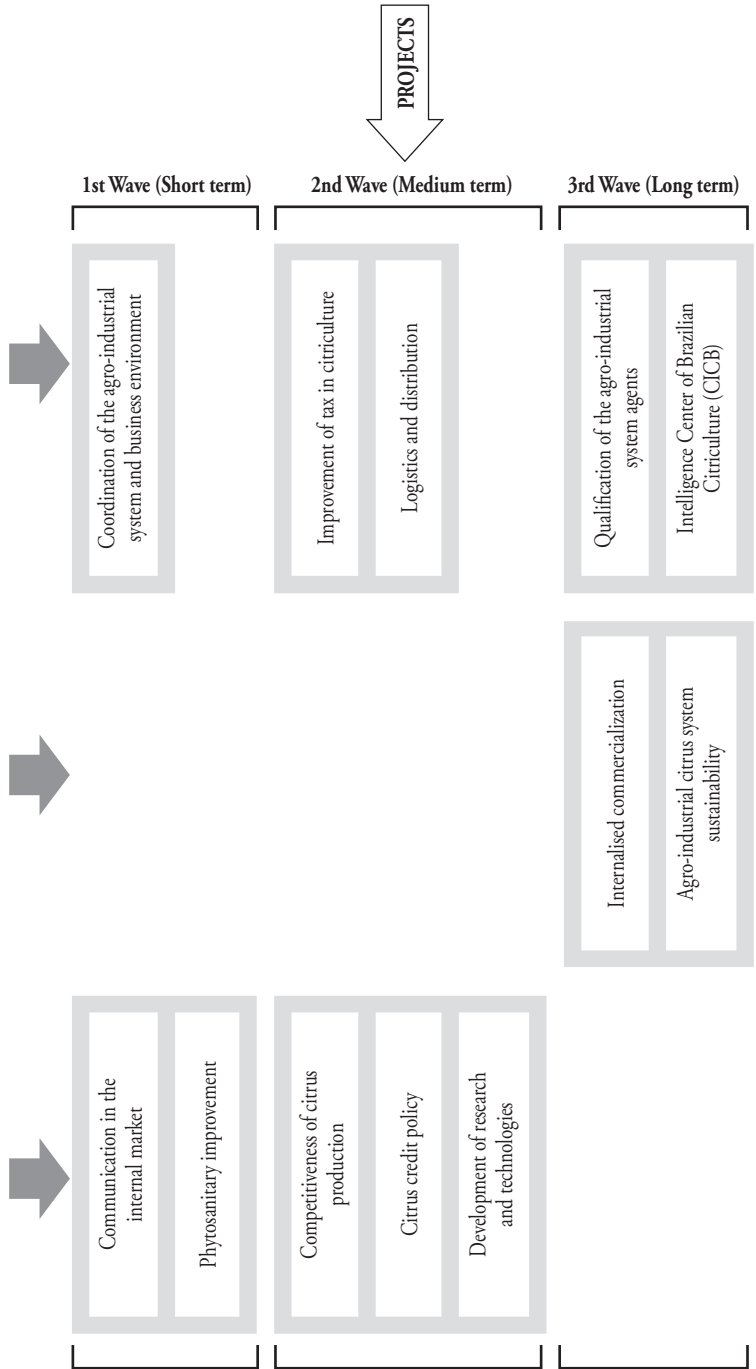 PROJECTS
1st Wave (Short term)
2nd Wave (Medium term)
3rd Wave (Long term)
Coordination of the agro-industrial
system and business environment
Improvement of tax in citriculture
Logistics and distribution
Qualification of the agro-industrial
system agents
Intelligence Center of Brazilian
Citriculture (CICB)
Internalised commercialization
Agro-industrial citrus system
sustainability
Communication in the
internal market
Phytosanitary improvement
Competitiveness of citrus
production
Citrus credit policy
Development of research
and technologies